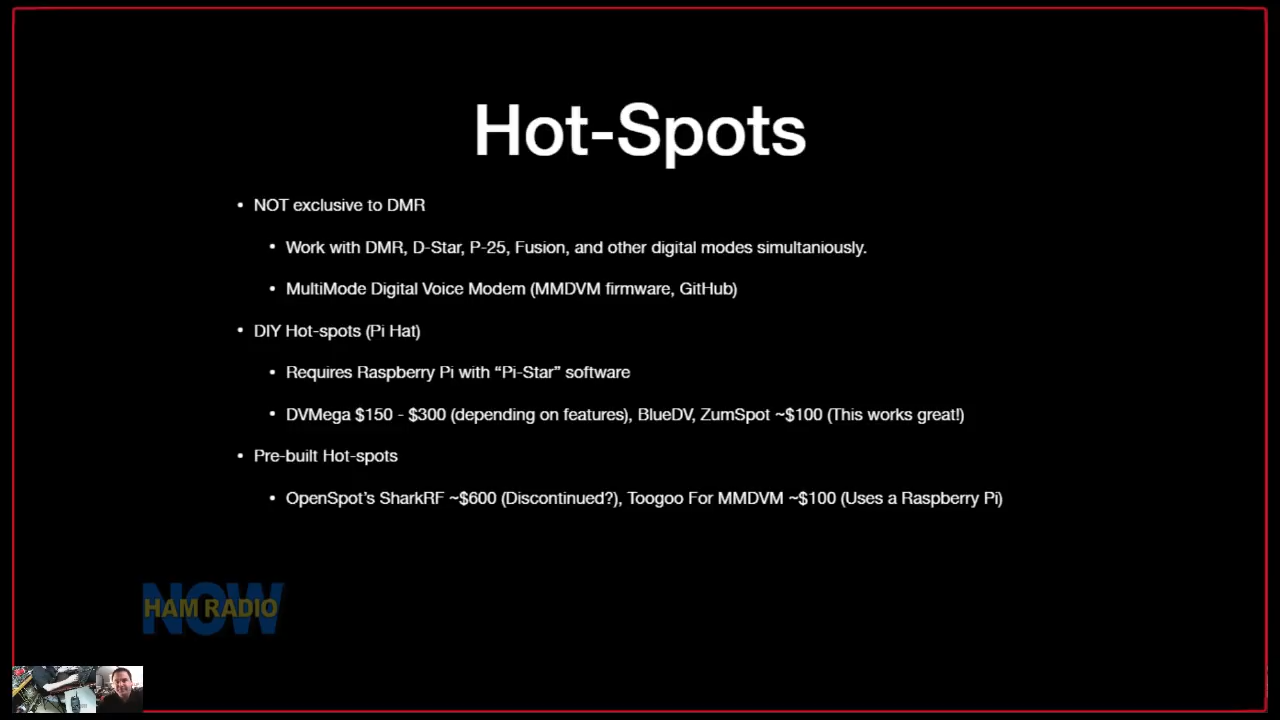 Hot-Spots
• NOT exclusive to DMR
• Work with DMR, D-Star, P-25, Fusion, and other digital modes simultaniously.
• MultiMode Digital Voice Modem (MMDVM firmware, GitHub)
• DIY Hot-spots (Pi Hat)
• Requires Raspberry Pi with “Pi-Star” software
• DVMega $150 - $300 (depending on features), BlueDV, ZumSpot ~$100 (This works great!)
• Pre-built Hot-spots
• OpenSpot’s SharkRF ~$600 (Discontinued?), Toogoo For MMDVM ~$100 (Uses a Raspberry Pi)
NOW
HAM RADIO